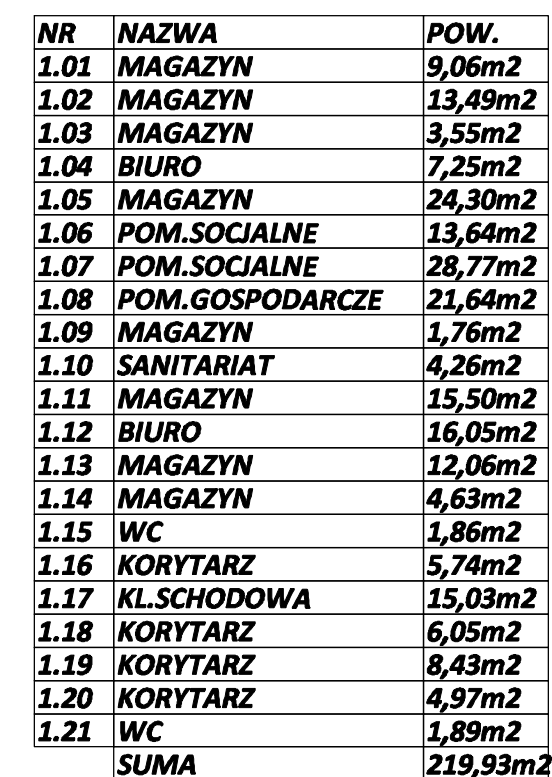 NR NAZWA POW.
1.01 MAGAZYN 9,06m2
1.02 MAGAZYN 13,49m2
1.03 MAGAZYN 3,55m2
1.04 BIURO 7,25m2
1.05 MAGAZYN 24,30m2
1.06 POM.SOCJALNE 13,64m2
1.07 POM.SOCJALNE 28,77m2
1.08 POM.GOSPODARCZE 21,64m2
1.09 MAGAZYN 1,76m2
1.10 SANITARIAT 4,26m2
1.11 MAGAZYN 15,50m2
1.12 BIURO 16,05m2
1.13 MAGAZYN 12,06m2
1.14 MAGAZYN 4,63m2
1.15 WC 1,86m2
1.16 KORYTARZ 5,74m2
1.17 KL.SCHODOWA 15,03m2
1.18 KORYTARZ 6,05m2
1.19 KORYTARZ 8,43m2
1.20 KORYTARZ 4,97m2
1.21 WC 1,89m2
SUMA 219,93m2